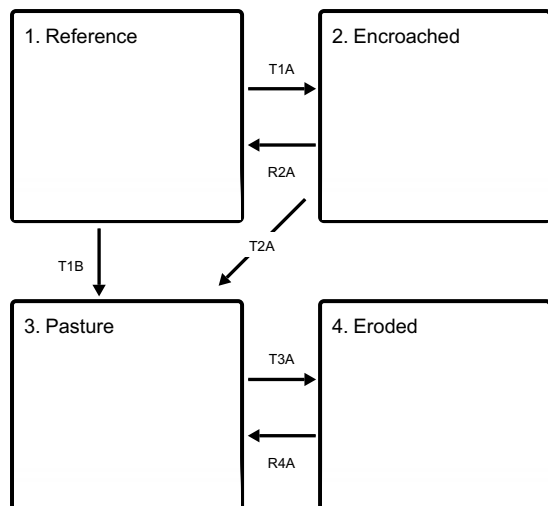 1. Reference
2. Encroached
T1A
R2A
T2A
T1B
3. Pasture
4. Eroded
T3A
R4A